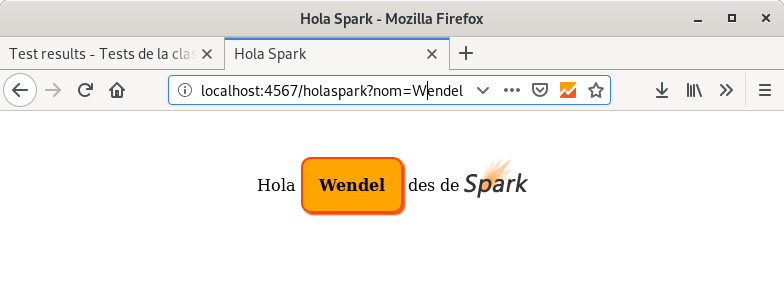 Hola Spark - Mozilla Firefox
Test results - Tests de la cla
Hola Spark
localhost:4567/holaspark?nom=Wendel
Hola Wendel des de Spark